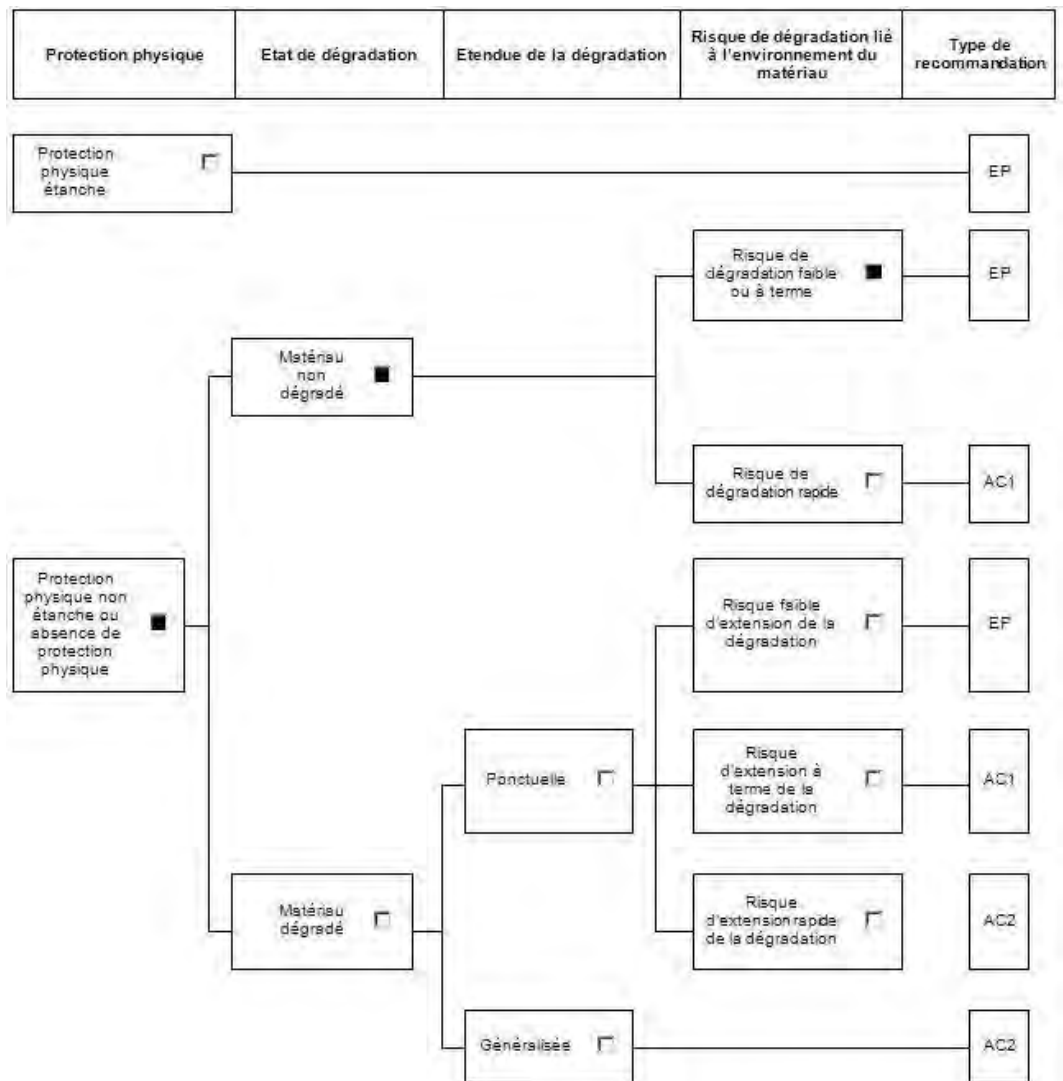 Protection physique
Etat de dégradation
Etendue de la dégradation
Risque de dégradation lié
à l'environnement du
matériau
Type de
recommandation
Protection
physique
étanche
EP
Risque de
dégradation faible
ou à terme
EP
Matériau
non
dégradé
Risque de
dégradation rapide
AC1
Protection
physique non
étanche ou
absence de
protection
physique
Risque faible
d'extension de la
dégradation
EP
Ponctuelle
Risque
d'extension à
terme de la
dégradation
AC1
Matériau
dégradé
Risque
d'extension rapide
de la dégradation
AC2
Généralisée
AC2